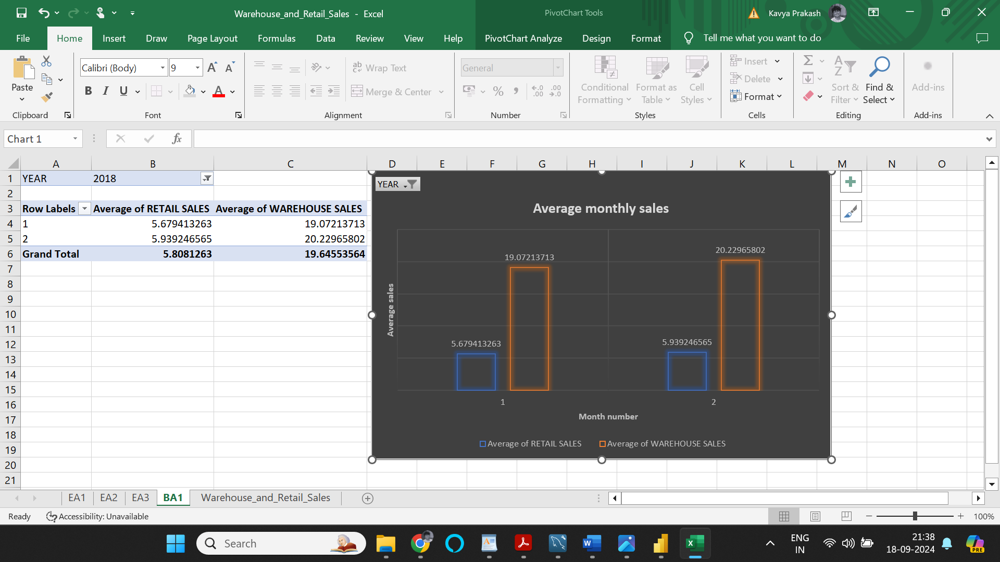 Warehouse_and_Retail_Sales - Excel
PivotChart Tools
Kavya Prakash
File Home Insert Draw Page Layout Formulas Data Review View Help PivotChart Analyze Design Format Tell me what you want to do
Paste
Clipboard
Calibri (Body) 9
B I U A
Font
Wrap Text
Merge & Center
Alignment
General
% , .00
Number
Conditional Formatting
Format as Table
Cell Styles
Styles
Insert
Delete
Format
Cells
Sort & Filter
Find & Select
Editing
Add-ins
Add-ins
Chart 1 fx
A B C D E F G H I J K L M N O
1 YEAR 2018
2
3 Row Labels Average of RETAIL SALES Average of WAREHOUSE SALES
4 1 5.679413263 19.07213713
5 2 5.939246565 20.22965802
6 Grand Total 5.8081263 19.64553564
7
8
9
10
11
12
13
14
15
16
17
18
19
20
21
YEAR
Average monthly sales
Average sales
19.07213713
20.22965802
5.679413263
5.939246565
1 2
Month number
Average of RETAIL SALES Average of WAREHOUSE SALES
EA1 EA2 EA3 BA1 Warehouse_and_Retail_Sales
Ready Accessibility: Unavailable 100%
Search
ENG
IN
21:38
18-09-2024
PRE